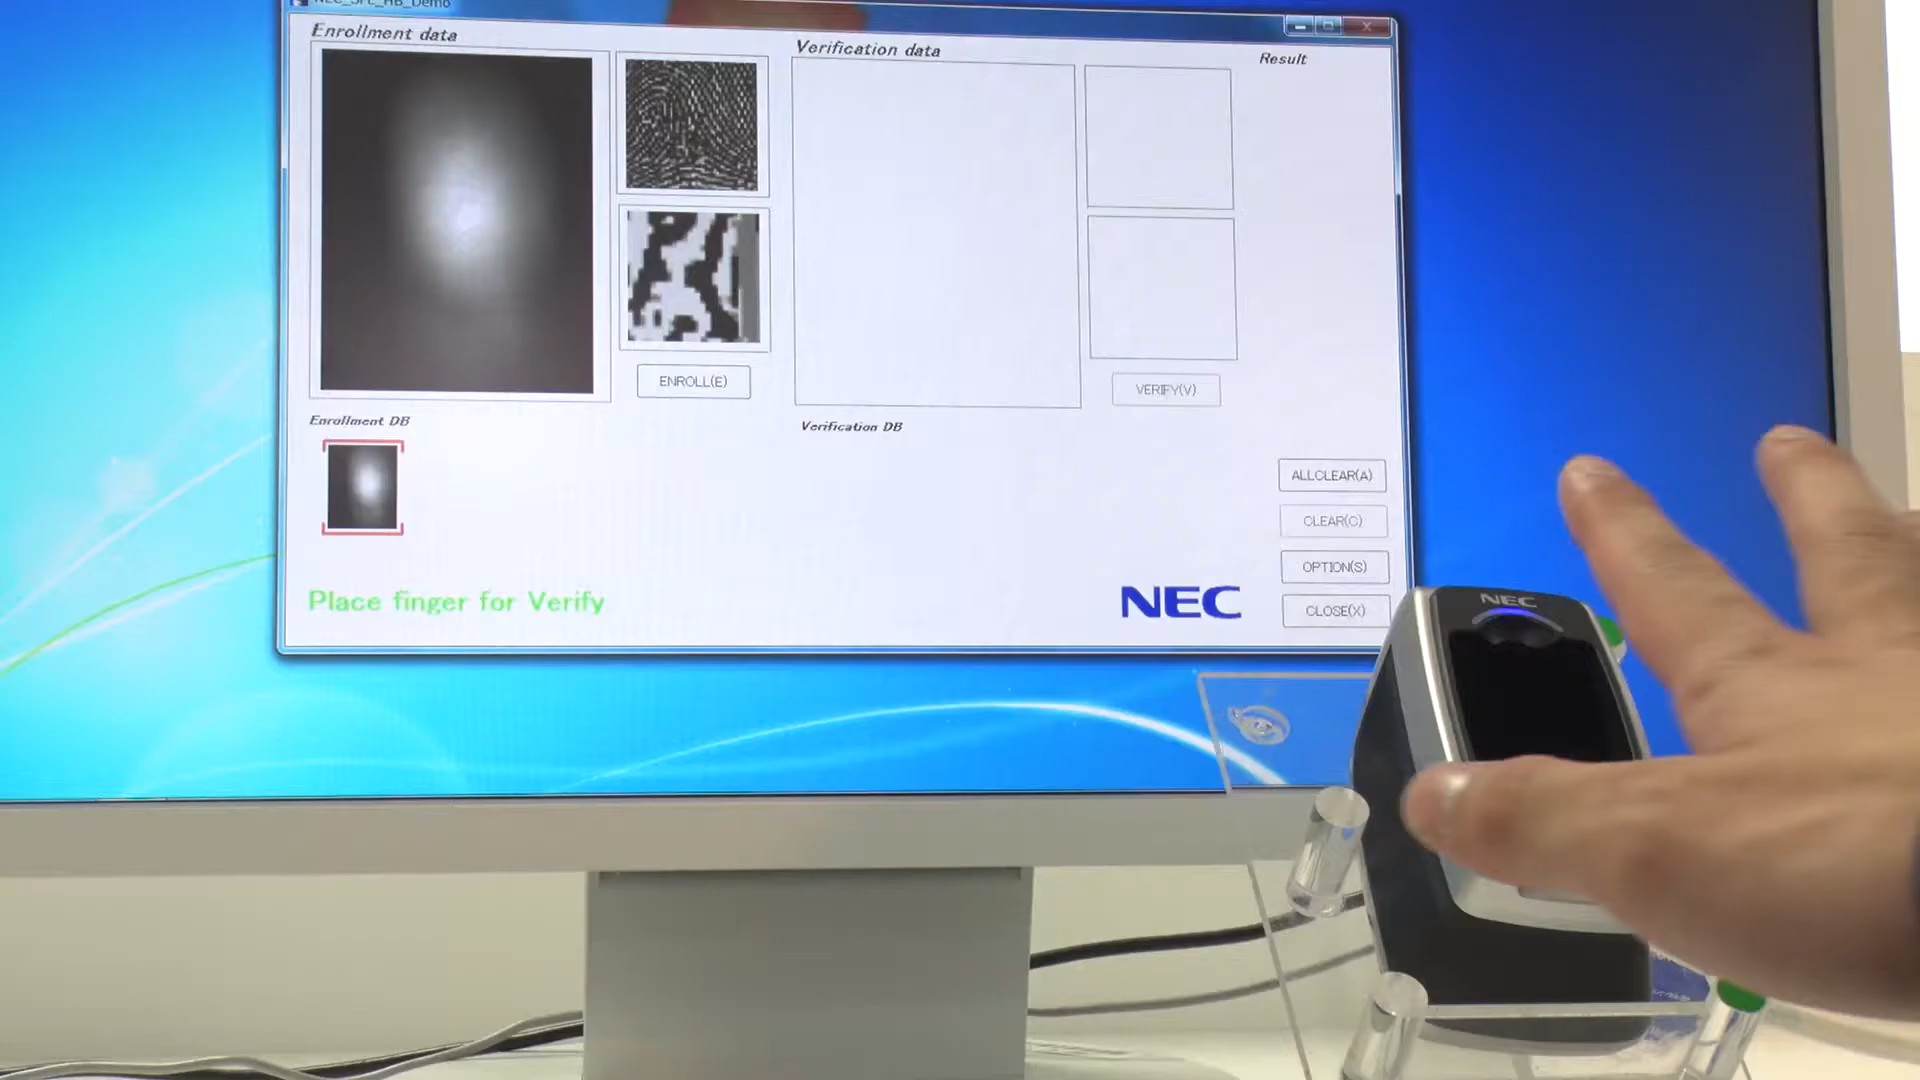 Enrollment data
Verification data
Result
ENROLL(E)
VERIFY(V)
Enrollment DB
Verification DB
ALLCLEAR(A)
CLEAR(C)
OPTION(S)
CLOSE(X)
Place finger for Verify
NEC
NEC